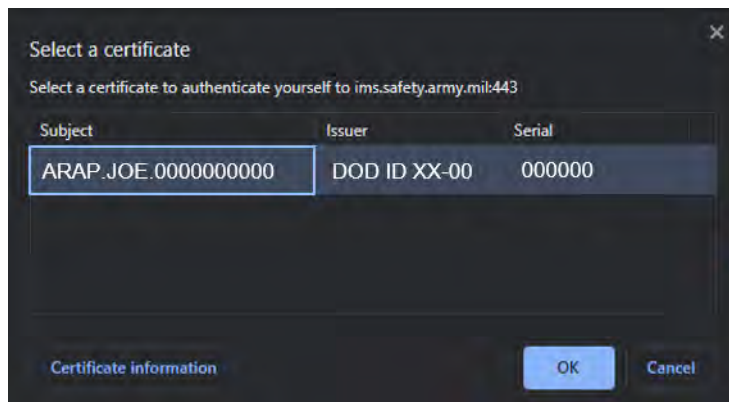 Select a certificate
Select a certificate to authenticate yourself to ims.safety.army.mil:443
Subject Issuer Serial
ARAP.JOE.0000000000 DOD ID XX-00 000000
Certificate information OK Cancel